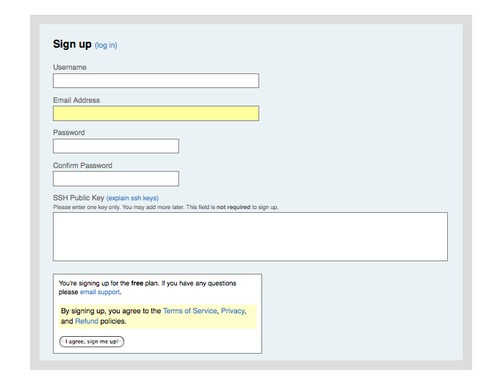 Sign up (log in)
Username
Email Address
Password
Confirm Password
SSH Public Key (explain ssh keys)
Please enter one key only. You may add more later. This field is not required to sign up.
You're signing up for the free plan. If you have any questions
please email support.
By signing up, you agree to the Terms of Service, Privacy,
and Refund policies.
I agree, sign me up!